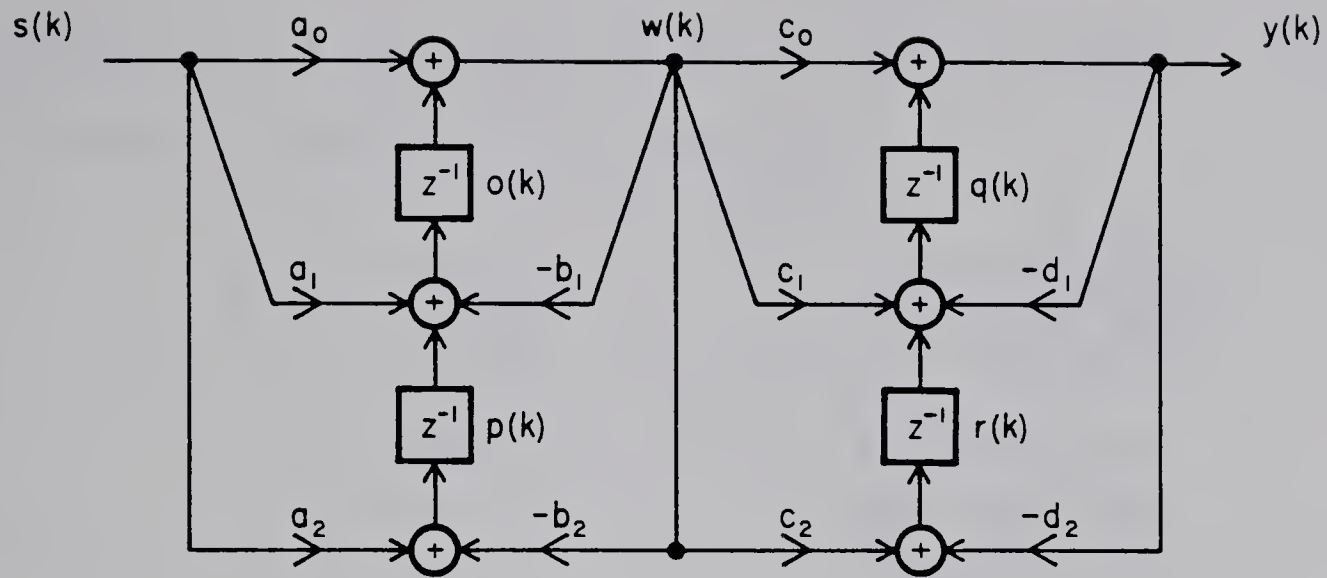 s(k) a₀ w(k) c₀ y(k)
+ +
z⁻¹ o(k) z⁻¹ q(k)
a₁ + -b₁ c₁ + -d₁
z⁻¹ p(k) z⁻¹ r(k)
a₂ + -b₂ c₂ + -d₂